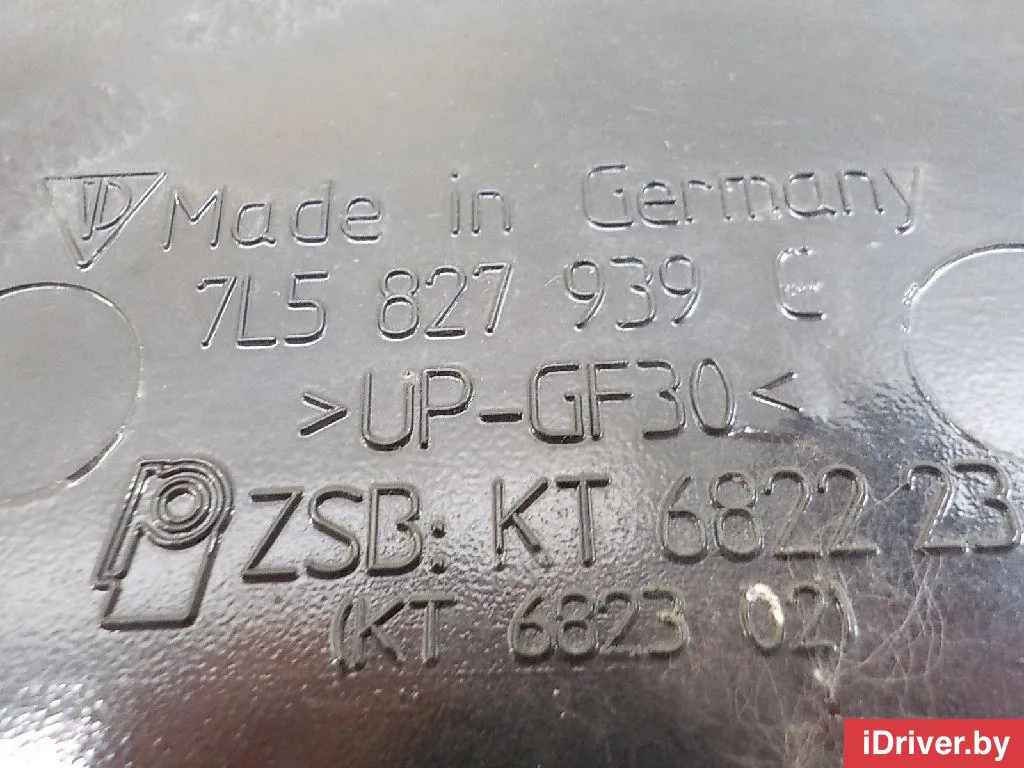 Made in Germany
7L5 827 939 C
>UP-GF30<
ZSB: KT 6822 23
(KT 6823 02)
iDriver.by